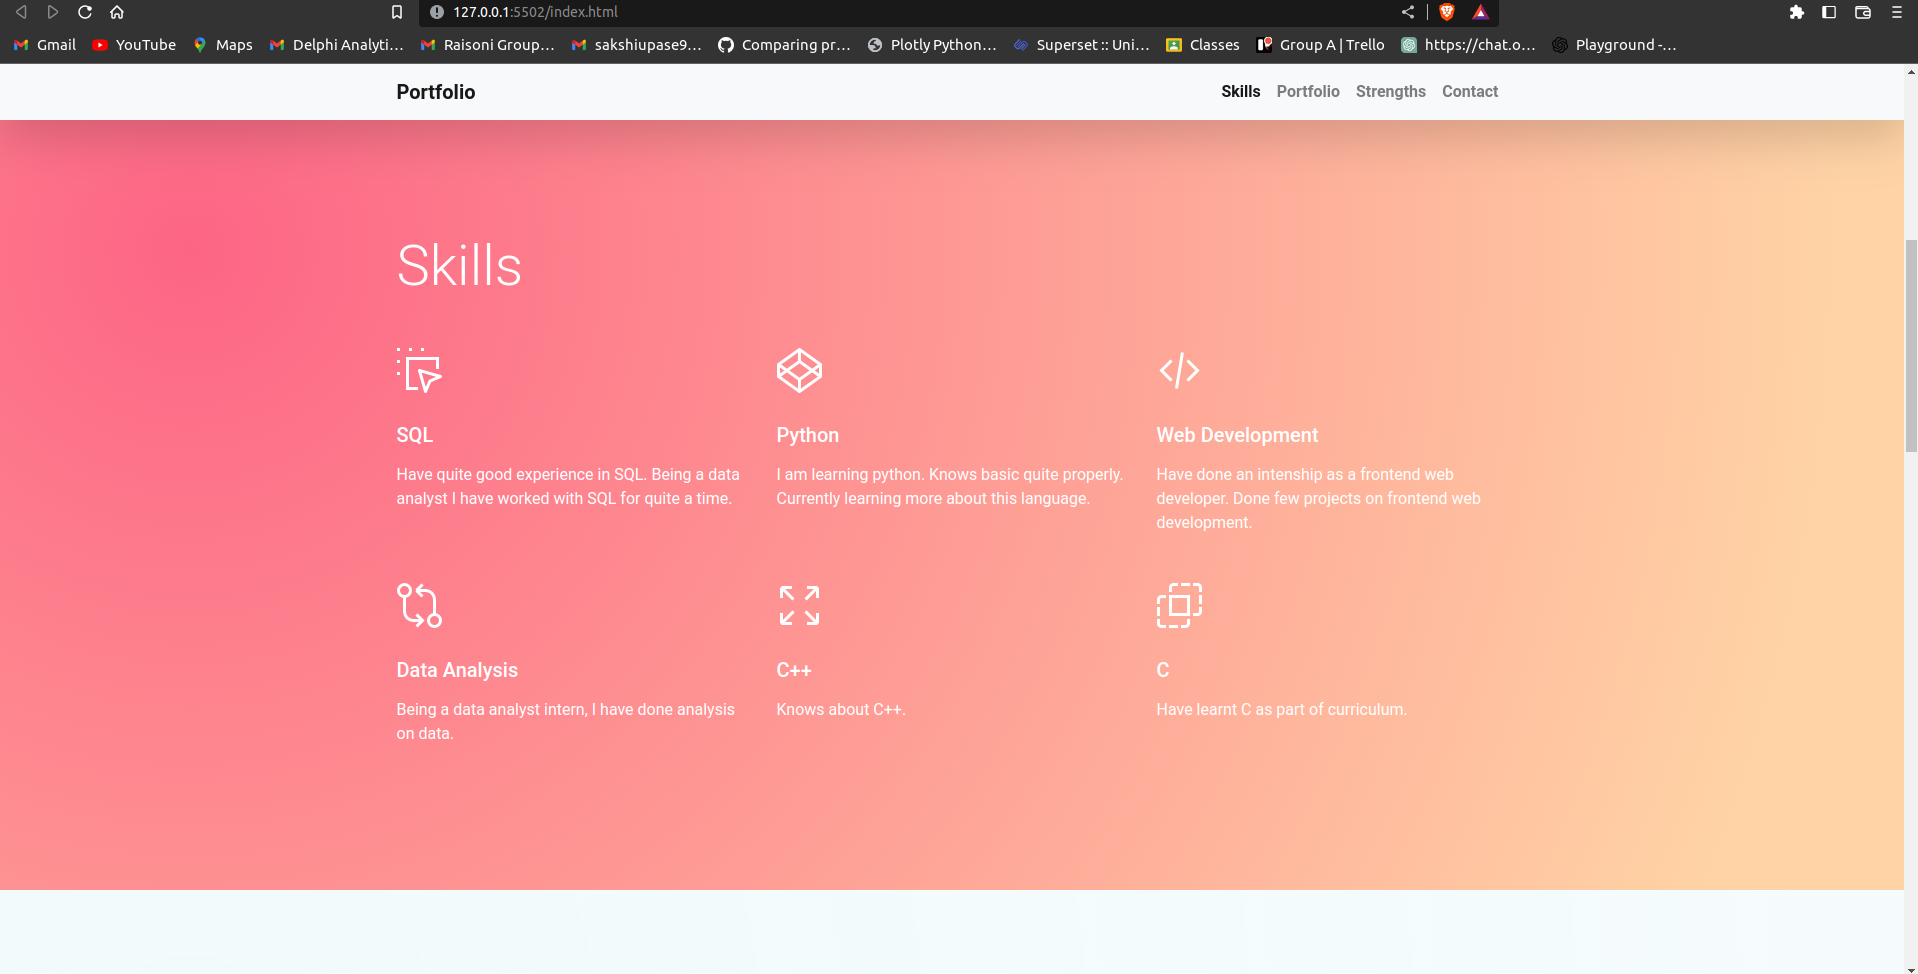 127.0.0.1:5502/index.html
Gmail YouTube Maps Delphi Analyti... Raisoni Group... sakshiupase9... Comparing pr... Plotly Python... Superset :: Uni... Classes Group A | Trello https://chat.o... Playground -...
Portfolio Skills Portfolio Strengths Contact
Skills
SQL
Have quite good experience in SQL. Being a data
analyst I have worked with SQL for quite a time.
Python
I am learning python. Knows basic quite properly.
Currently learning more about this language.
Web Development
Have done an intenship as a frontend web
developer. Done few projects on frontend web
development.
Data Analysis
Being a data analyst intern, I have done analysis
on data.
C++
Knows about C++.
C
Have learnt C as part of curriculum.